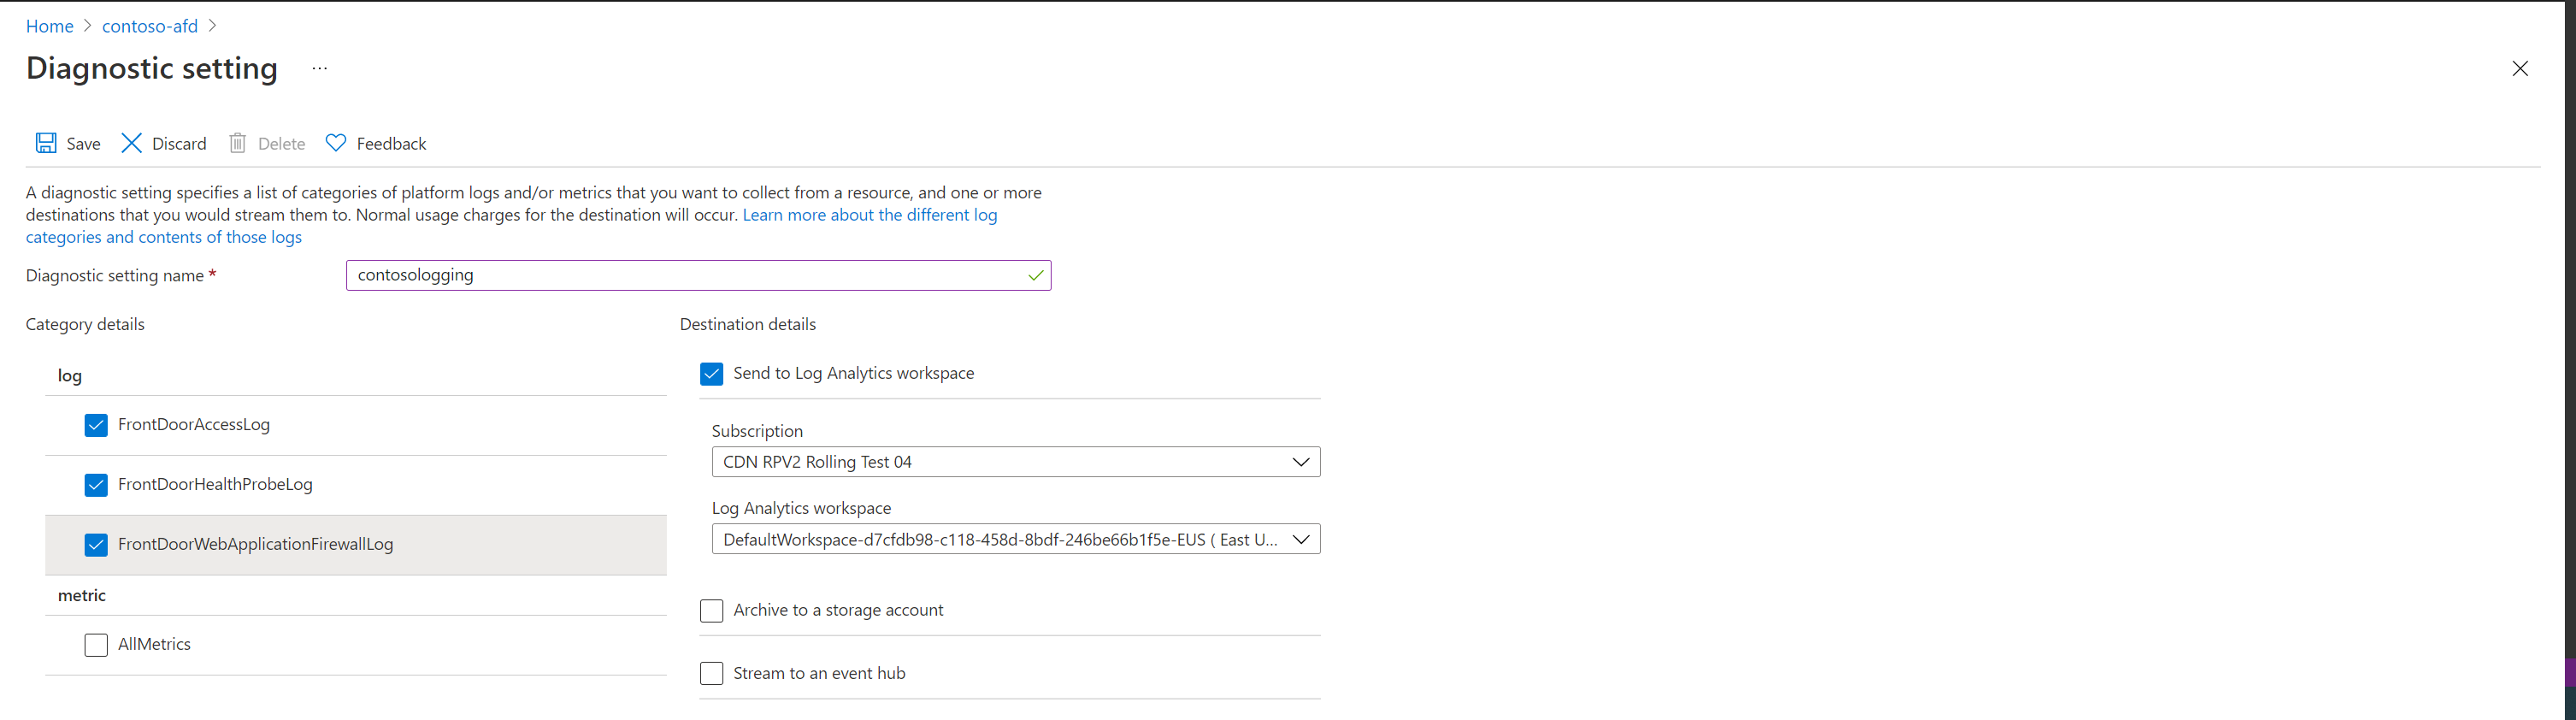 Home > contoso-afd >
Diagnostic setting ...
Save Discard Delete Feedback
A diagnostic setting specifies a list of categories of platform logs and/or metrics that you want to collect from a resource, and one or more
destinations that you would stream them to. Normal usage charges for the destination will occur. Learn more about the different log
categories and contents of those logs
Diagnostic setting name *
contosologging
Category details
log
FrontDoorAccessLog
FrontDoorHealthProbeLog
FrontDoorWebApplicationFirewallLog
metric
AllMetrics
Destination details
Send to Log Analytics workspace
Subscription
CDN RPV2 Rolling Test 04
Log Analytics workspace
DefaultWorkspace-d7cfdb98-c118-458d-8bdf-246be66b1f5e-EUS ( East U...
Archive to a storage account
Stream to an event hub